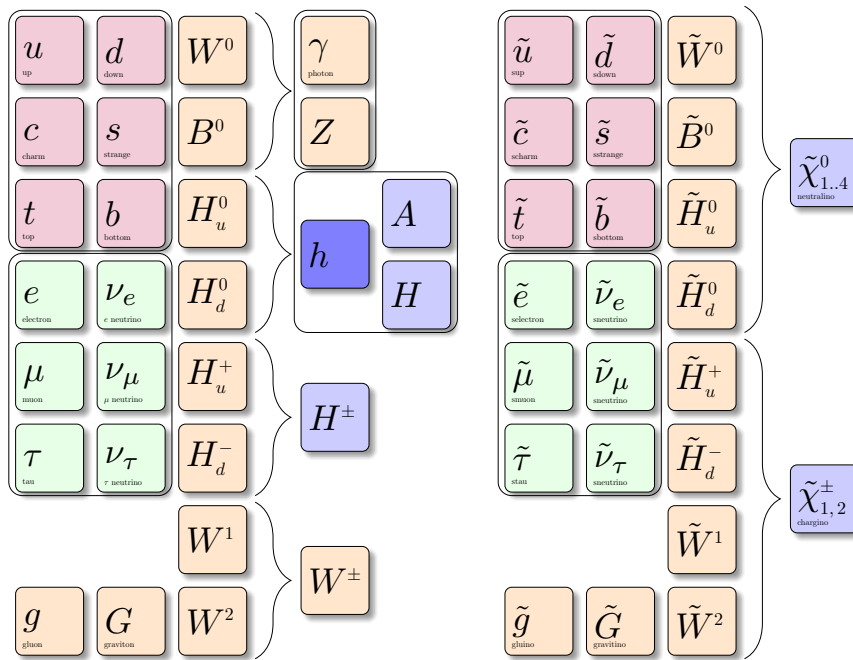 u
up
d
down
W⁰
γ
photon
ũ
sup
d̃
sdown
W̃⁰
c
charm
s
strange
B⁰
Z
c̃
scharm
s̃
sstrange
B̃⁰
χ̃⁰₁..₄
neutralino
t
top
b
bottom
H⁰ᵤ
A
t̃
top
b̃
sbottom
H̃⁰ᵤ
h
e
electron
νₑ
e neutrino
H⁰_d
H
ẽ
selectron
ν̃ₑ
sneutrino
H̃⁰_d
μ
muon
ν_μ
μ neutrino
H⁺ᵤ
H±
μ̃
smuon
ν̃_μ
sneutrino
H̃⁺ᵤ
τ
tau
ν_τ
τ neutrino
H⁻_d
τ̃
stau
ν̃_τ
sneutrino
H̃⁻_d
χ̃±₁,₂
chargino
W¹
W±
W̃¹
g
gluon
G
graviton
W²
g̃
gluino
G̃
gravitino
W̃²